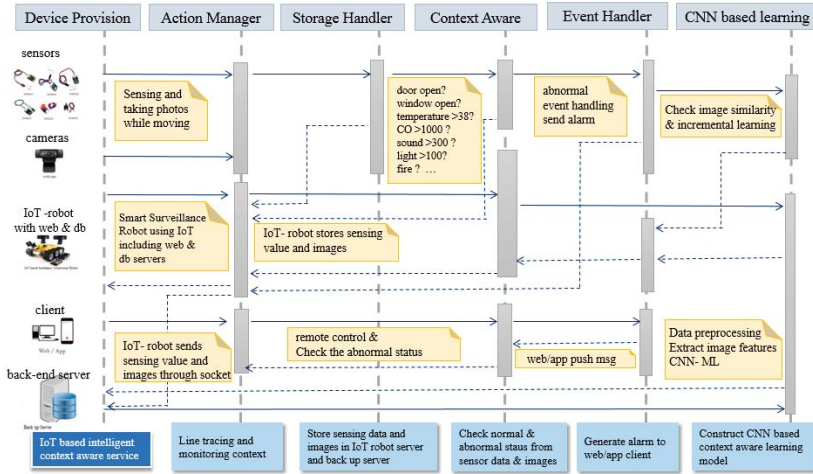 Device Provision
Action Manager
Storage Handler
Context Aware
Event Handler
CNN based learning
sensors
Sensing and
taking photos
while moving
door open?
window open?
temperature >38?
CO >1000 ?
sound >300 ?
light >100?
fire ? …
abnormal
event handling
send alarm
Check image similarity
& incremental learning
cameras
IoT -robot
with web & db
Smart Surveillance
Robot using IoT
including web &
db servers
IoT- robot stores sensing
value and images
client
Web / App
IoT- robot sends
sensing value and
images through socket
remote control &
Check the abnormal status
web/app push msg
Data preprocessing
Extract image features
CNN- ML
back-end server
Back up Server
IoT based intelligent
context aware service
Line tracing and
monitoring context
Store sensing data and
images in IoT robot server
and back up server
Check normal &
abnormal staus from
sensor data & images
Generate alarm to
web/app client
Construct CNN based
context aware learning
model